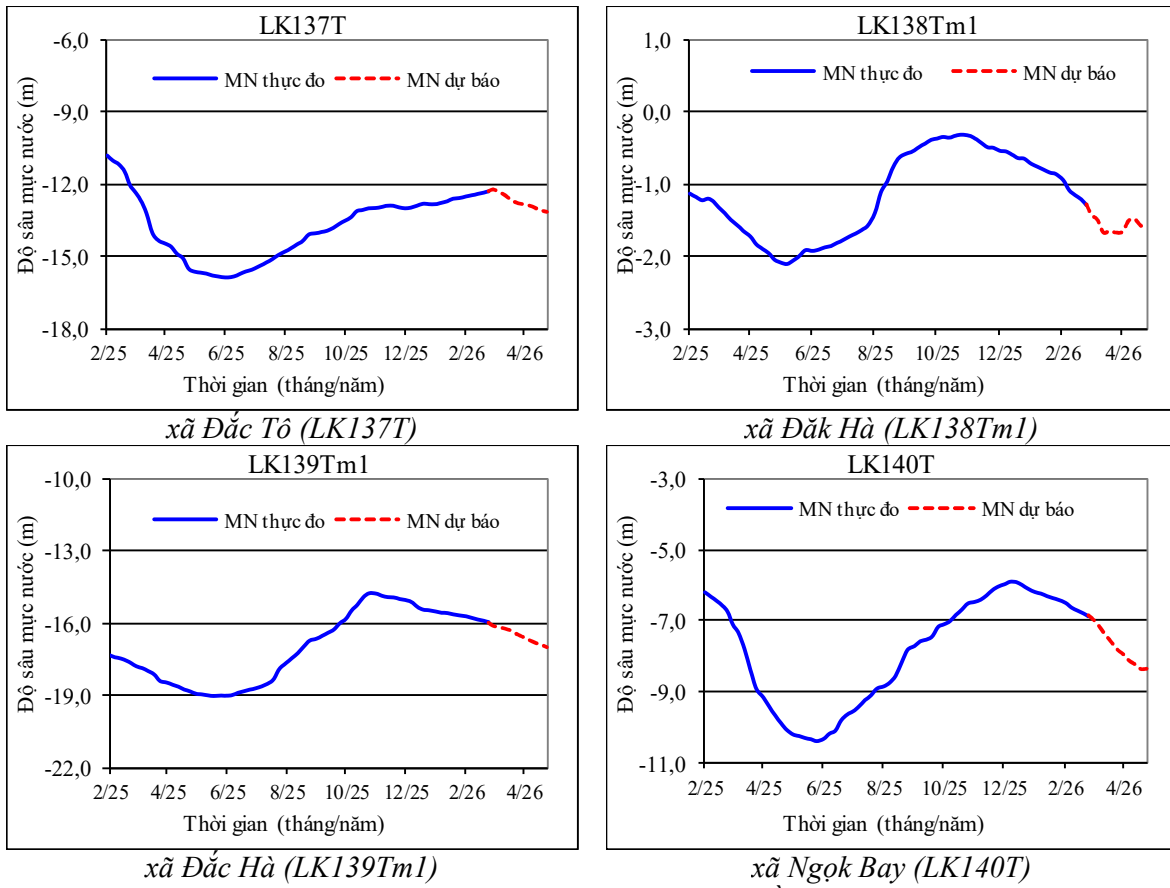 LK137T
-6,0
-9,0
-12,0
-15,0
-18,0
Độ sâu mực nước (m)
MN thực đo
MN dự báo
2/25 4/25 6/25 8/25 10/25 12/25 2/26 4/26
Thời gian (tháng/năm)
xã Đắc Tô (LK137T)
LK138Tm1
1,0
0,0
-1,0
-2,0
-3,0
Độ sâu mực nước (m)
MN thực đo
MN dự báo
2/25 4/25 6/25 8/25 10/25 12/25 2/26 4/26
Thời gian (tháng/năm)
xã Đăk Hà (LK138Tm1)
LK139Tm1
-10,0
-13,0
-16,0
-19,0
-22,0
Độ sâu mực nước (m)
MN thực đo
MN dự báo
2/25 4/25 6/25 8/25 10/25 12/25 2/26 4/26
Thời gian (tháng/năm)
xã Đắc Hà (LK139Tm1)
LK140T
-3,0
-5,0
-7,0
-9,0
-11,0
Độ sâu mực nước (m)
MN thực đo
MN dự báo
2/25 4/25 6/25 8/25 10/25 12/25 2/26 4/26
Thời gian (tháng/năm)
xã Ngọk Bay (LK140T)